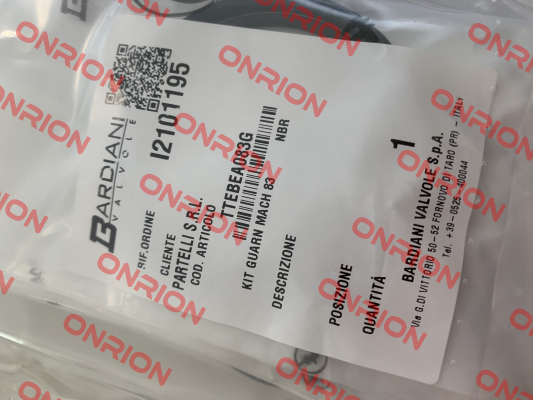 BARDIANI
VALVOLE
RIF.ORDINE
I2101195
CLIENTE
PARTELLI S.R.L.
COD. ARTICOLO
TTEBEA083G
KIT GUARN MACH 83 NBR
DESCRIZIONE
POSIZIONE
QUANTITÀ
1
BARDIANI VALVOLE S.p.A.
Via G.DI VITTORIO 50-52 FORNOVO DI TARO (PR) - ITALY
Tel. +39-0525-400044
ONRION